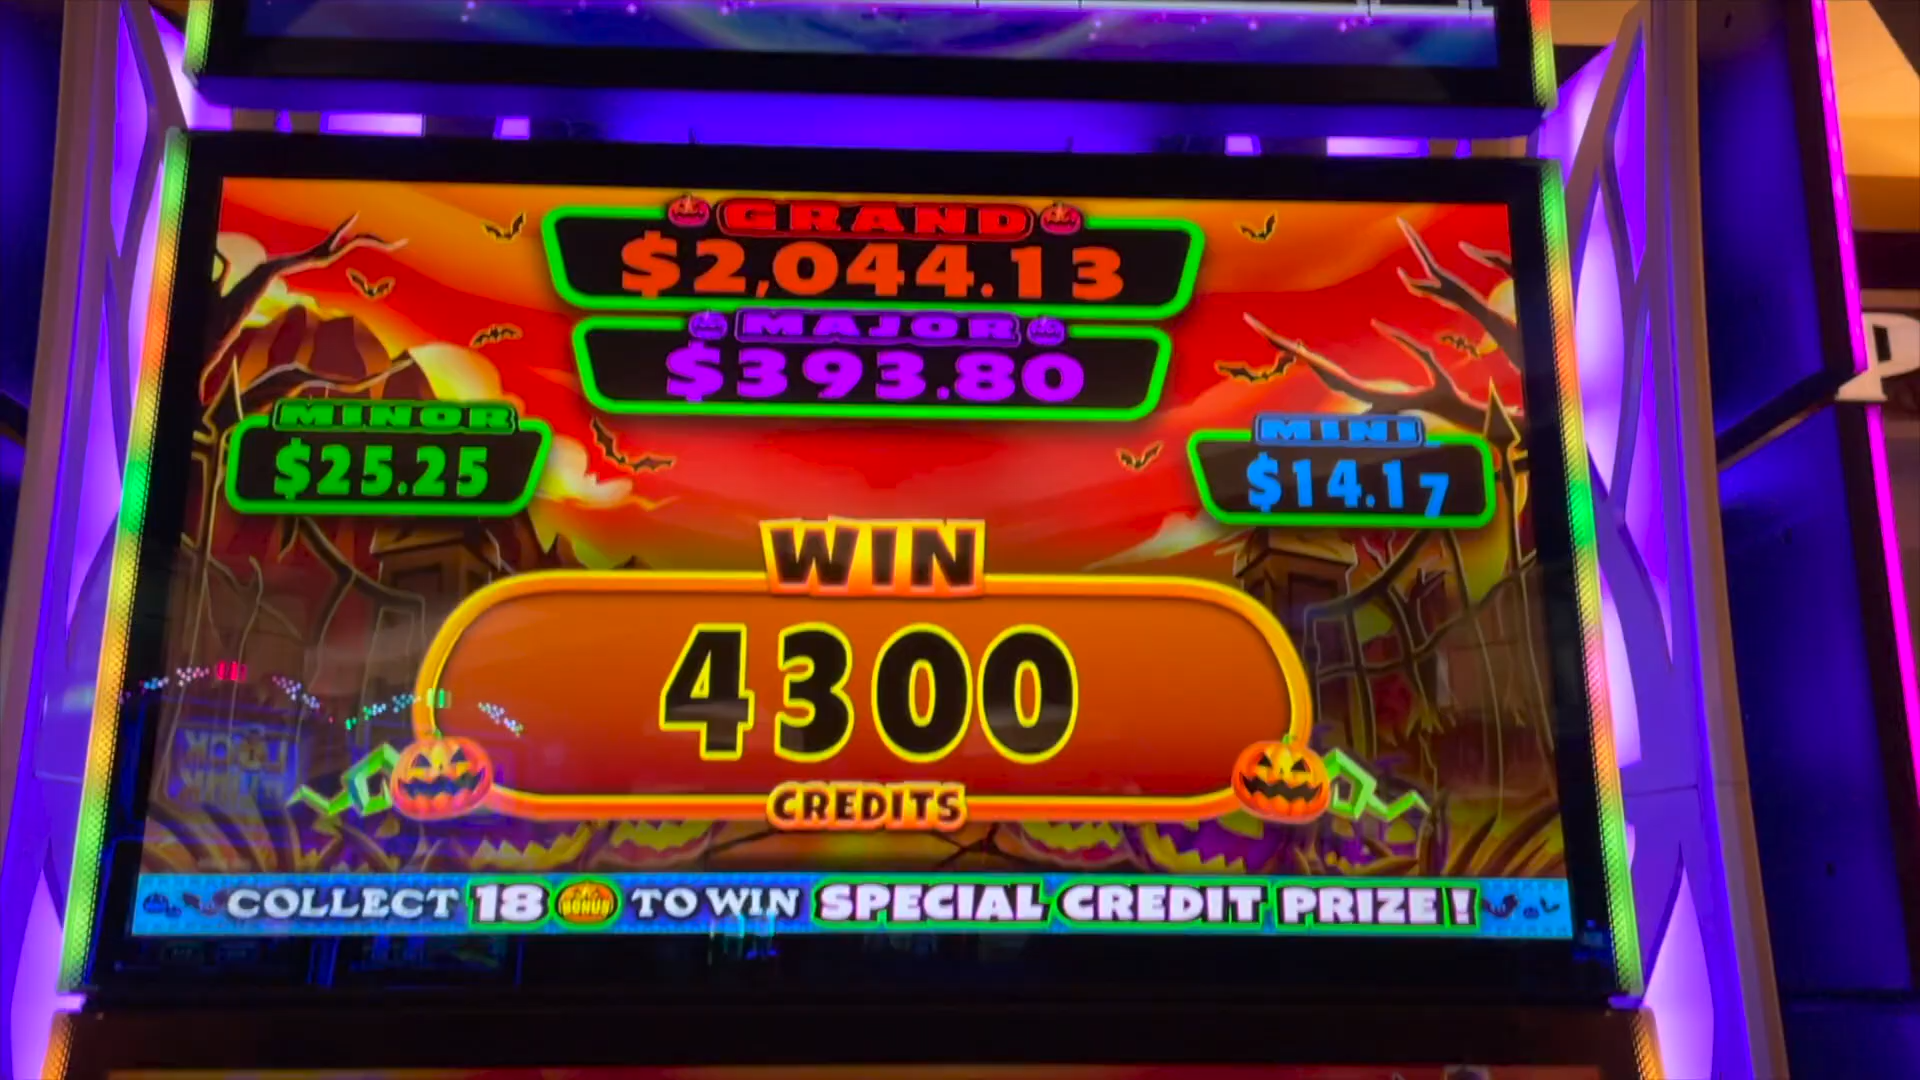 GRAND
$2,044.13
MAJOR
$393.80
MINOR
$25.25
MINI
$14.17
WIN
4300
CREDITS
COLLECT 18 BONUS TO WIN SPECIAL CREDIT PRIZE!
P